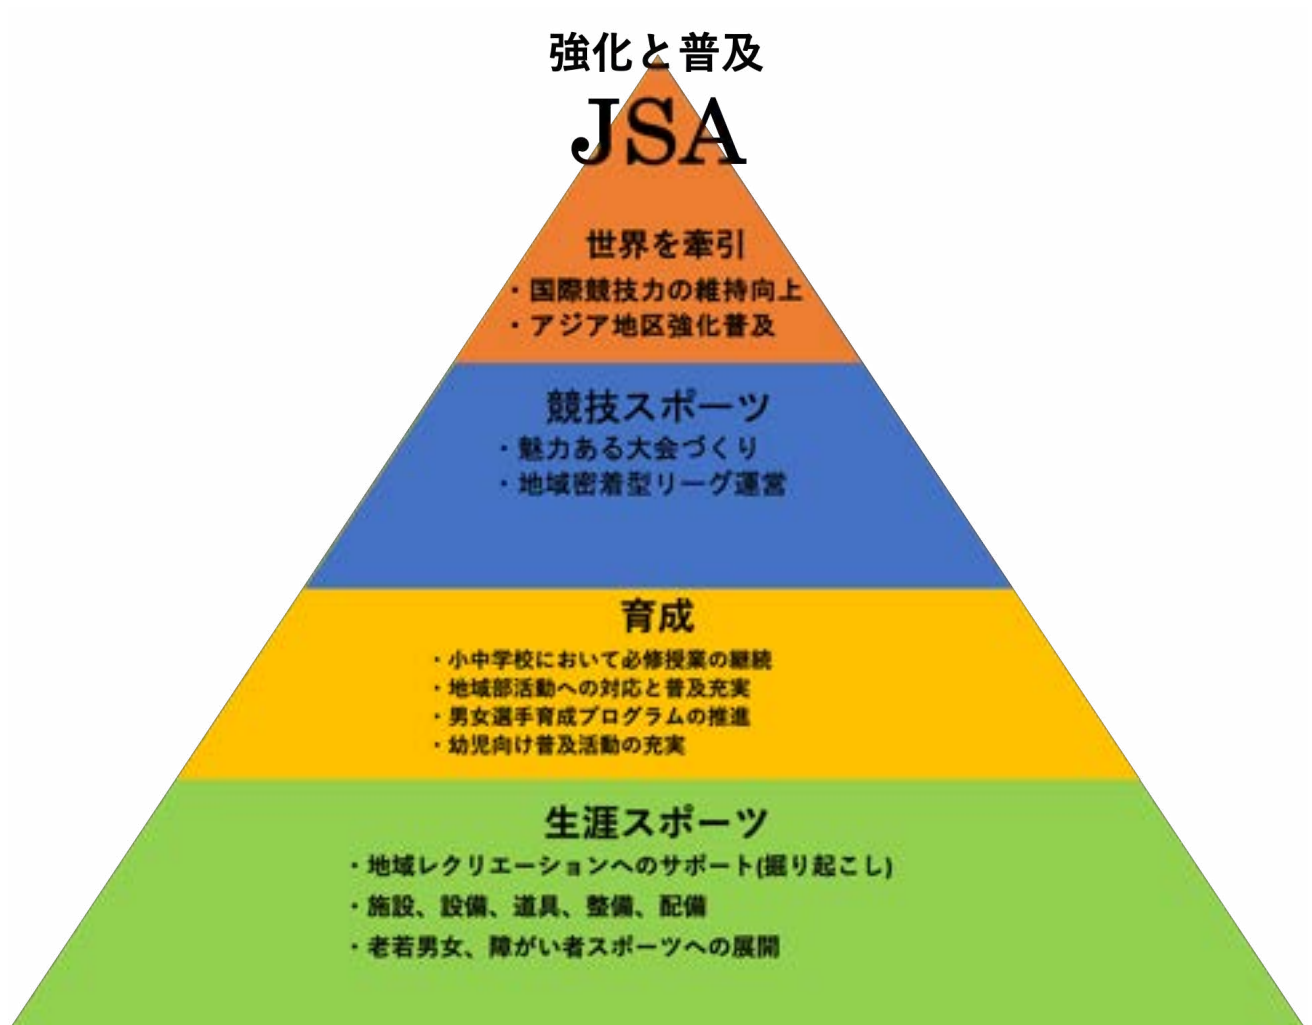 強化と普及
JSA
世界を牽引
・国際競技力の維持向上
・アジア地区強化普及
競技スポーツ
・魅力ある大会づくり
・地域密着型リーグ運営
育成
・小中学校において必修授業の継続
・地域部活動への対応と普及充実
・男女選手育成プログラムの推進
・幼児向け普及活動の充実
生涯スポーツ
・地域レクリエーションへのサポート(掘り起こし)
・施設、設備、道具、整備、配備
・老若男女、障がい者スポーツへの展開